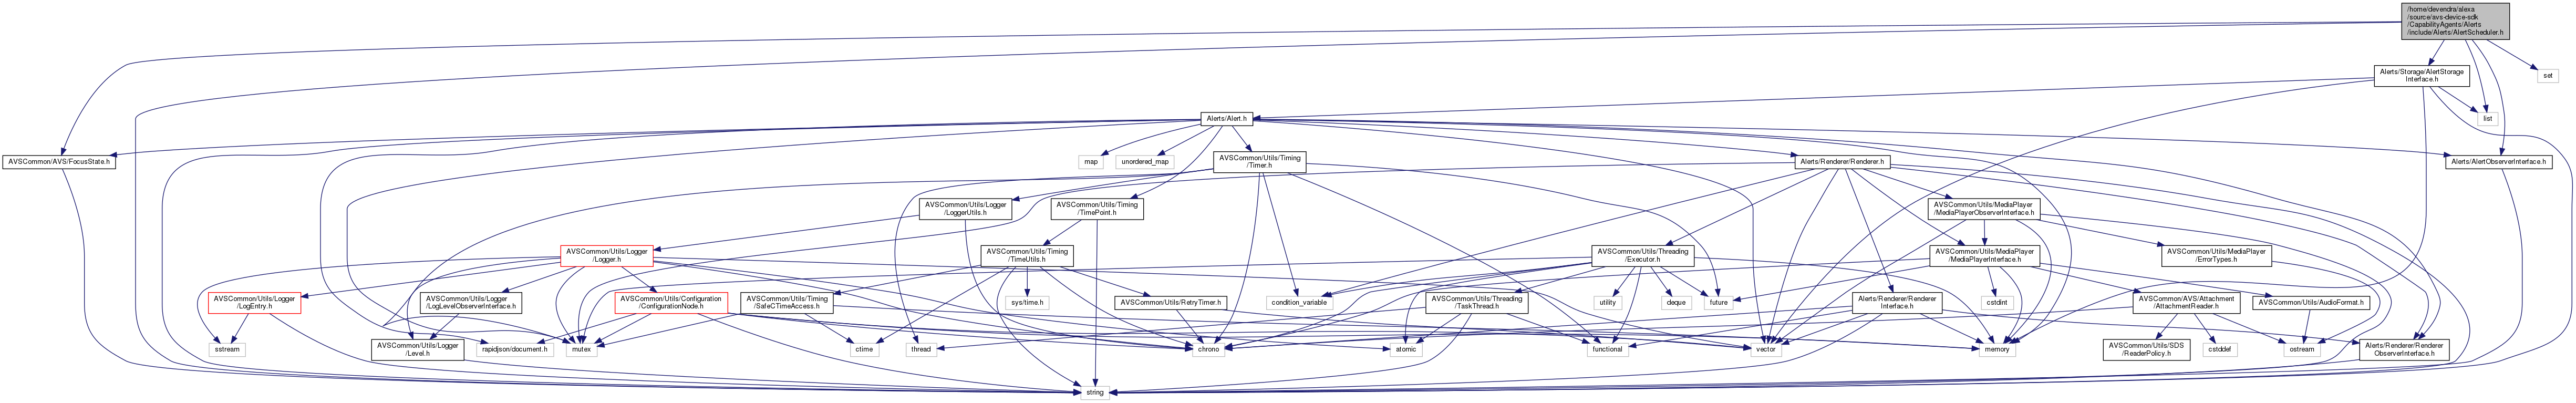 /home/devendra/alexa
/source/avs-device-sdk
/CapabilityAgents/Alerts
/include/Alerts/AlertScheduler.h
Alerts/Storage/AlertStorage
Interface.h
set
Alerts/Alert.h
list
AVSCommon/AVS/FocusState.h
map
unordered_map
AVSCommon/Utils/Timing
/Timer.h
Alerts/Renderer/Renderer.h
Alerts/AlertObserverInterface.h
AVSCommon/Utils/Logger
/LoggerUtils.h
AVSCommon/Utils/Timing
/TimePoint.h
AVSCommon/Utils/MediaPlayer
/MediaPlayerObserverInterface.h
AVSCommon/Utils/Logger
/Logger.h
AVSCommon/Utils/Timing
/TimeUtils.h
AVSCommon/Utils/Threading
/Executor.h
AVSCommon/Utils/MediaPlayer
/MediaPlayerInterface.h
AVSCommon/Utils/MediaPlayer
/ErrorTypes.h
AVSCommon/Utils/Logger
/LogEntry.h
AVSCommon/Utils/Logger
/LogLevelObserverInterface.h
AVSCommon/Utils/Configuration
/ConfigurationNode.h
AVSCommon/Utils/Timing
/SafeCTimeAccess.h
sys/time.h
AVSCommon/Utils/RetryTimer.h
condition_variable
AVSCommon/Utils/Threading
/TaskThread.h
utility
deque
future
Alerts/Renderer/Renderer
Interface.h
cstdint
AVSCommon/AVS/Attachment
/AttachmentReader.h
AVSCommon/Utils/AudioFormat.h
sstream
AVSCommon/Utils/Logger
/Level.h
rapidjson/document.h
mutex
ctime
thread
chrono
atomic
functional
vector
memory
AVSCommon/Utils/SDS
/ReaderPolicy.h
cstddef
ostream
Alerts/Renderer/Renderer
ObserverInterface.h
string